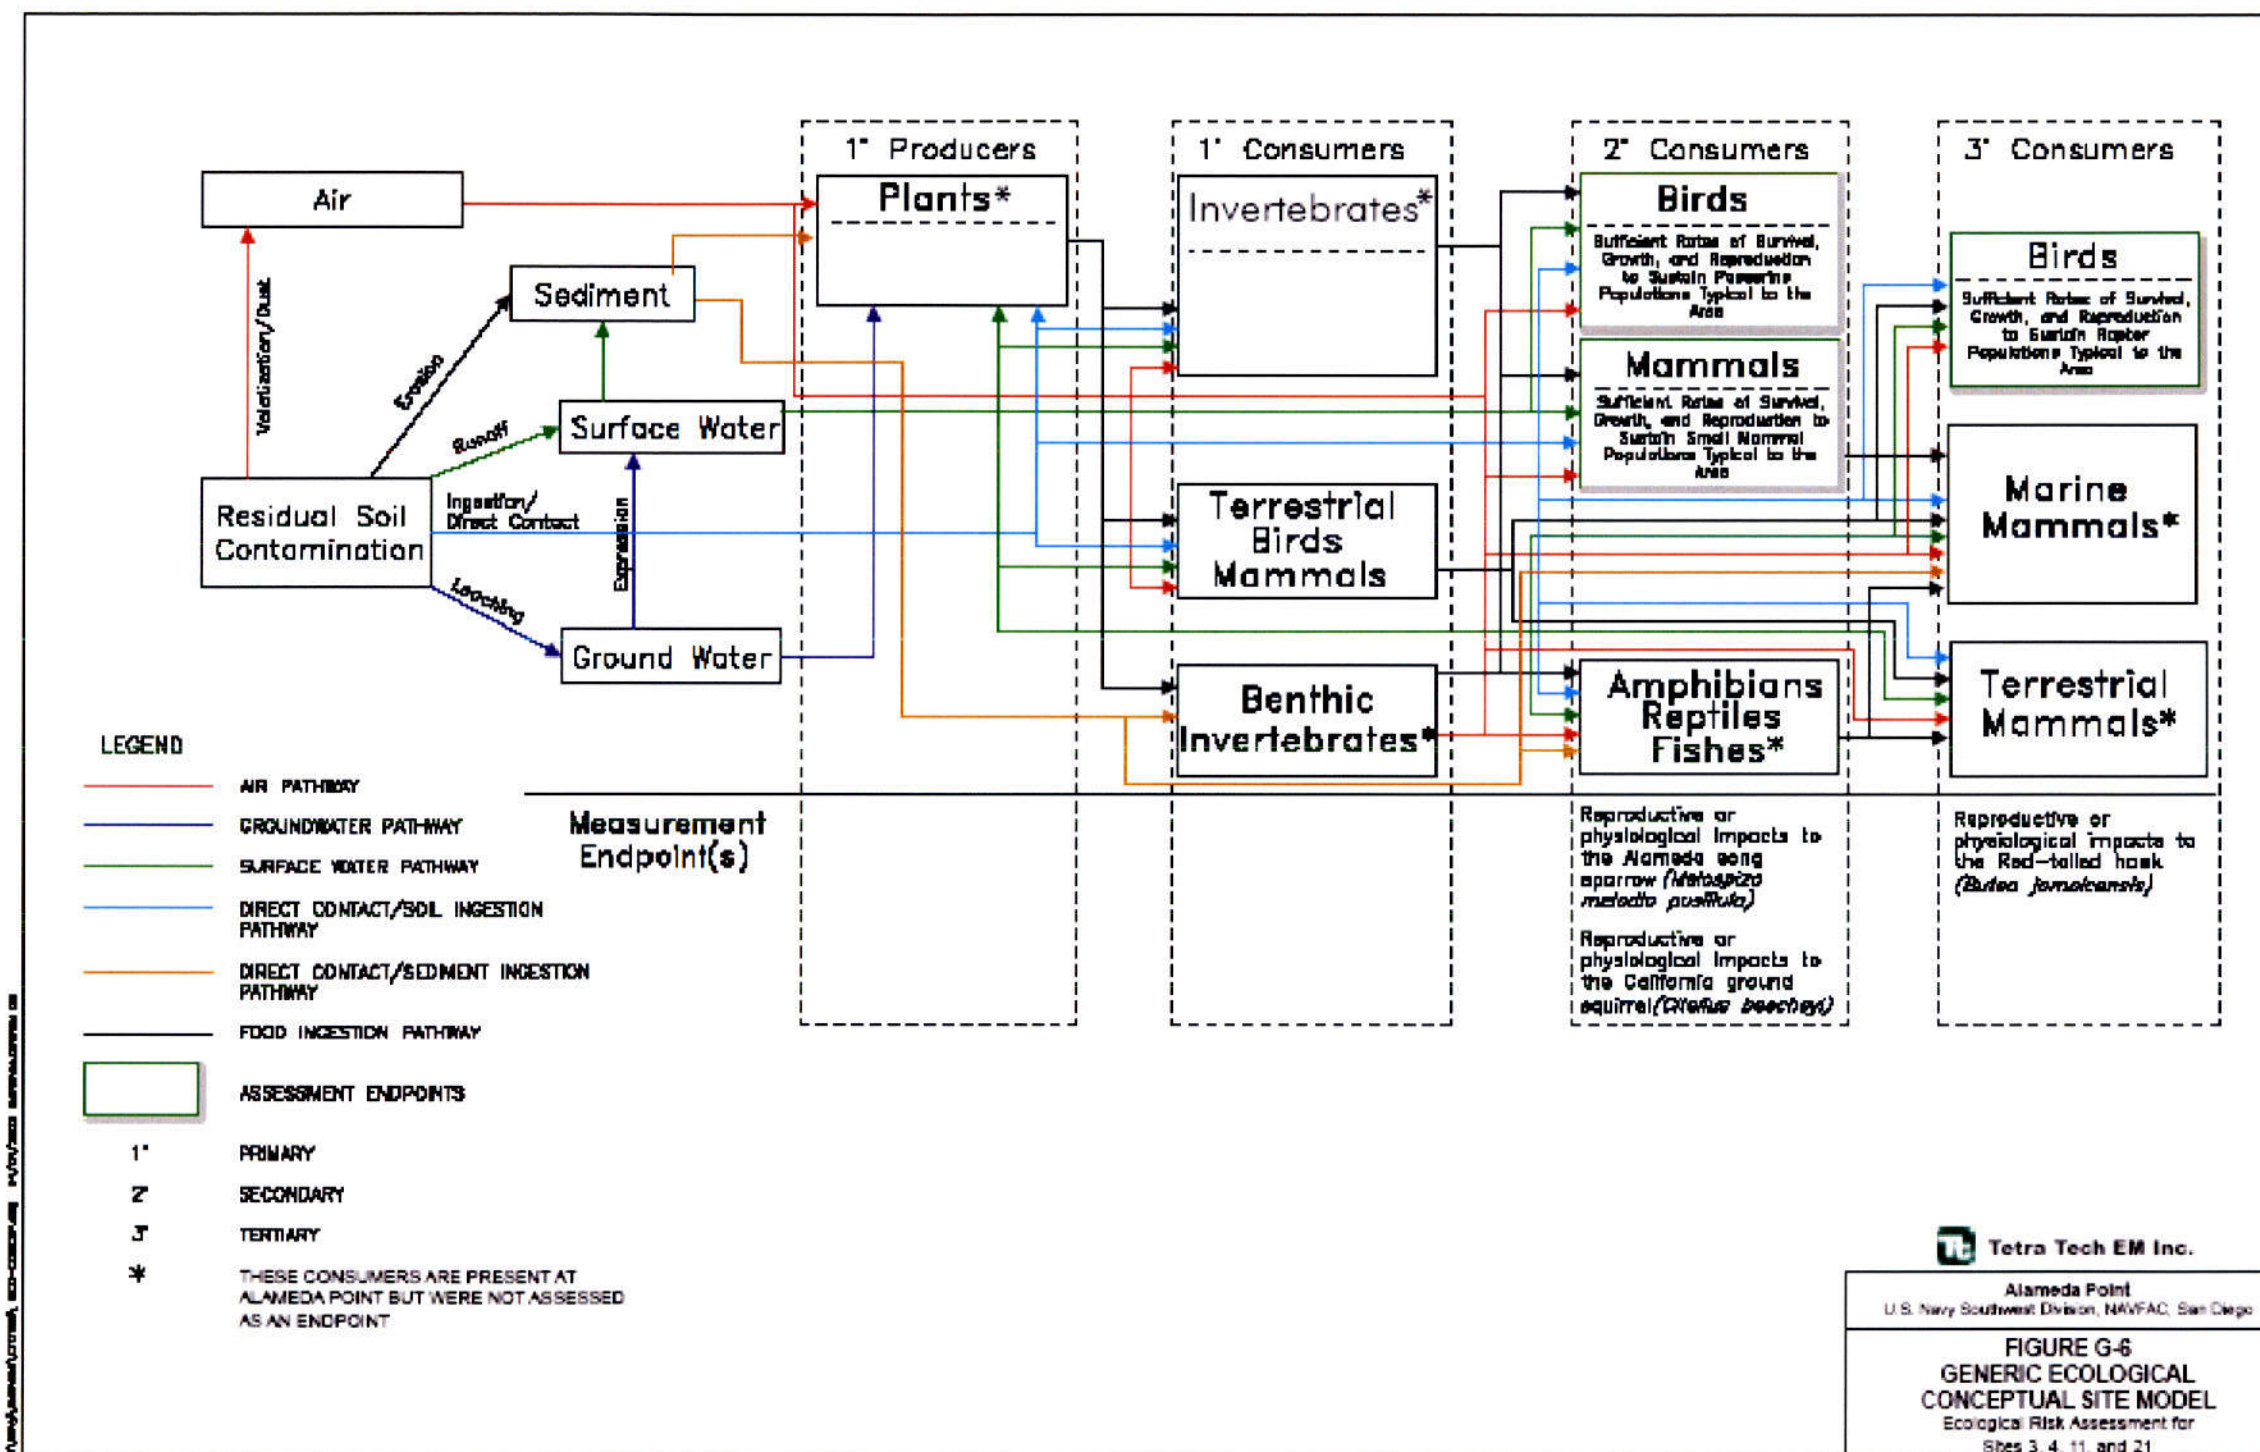 1° Producers
1° Consumers
2° Consumers
3° Consumers
Air
Plants*
Invertebrates*
Birds
Sufficient Rates of Survival,
Growth, and Reproduction
to Sustain Passerine
Populations Typical to the
Area
Birds
Sufficient Rates of Survival,
Growth, and Reproduction
to Sustain Raptor
Populations Typical to the
Area
Sediment
Volatization/Dust
Erosion
Mammals
Sufficient Rates of Survival,
Growth, and Reproduction to
Sustain Small Mammal
Populations Typical to the
Area
Runoff
Surface Water
Residual Soil
Contamination
Ingestion/
Direct Contact
Expression
Leaching
Ground Water
Terrestrial
Birds
Mammals
Marine
Mammals*
Benthic
Invertebrates*
Amphibians
Reptiles
Fishes*
Terrestrial
Mammals*
LEGEND
AIR PATHWAY
GROUNDWATER PATHWAY
SURFACE WATER PATHWAY
DIRECT CONTACT/SOIL INGESTION
PATHWAY
DIRECT CONTACT/SEDIMENT INGESTION
PATHWAY
FOOD INGESTION PATHWAY
ASSESSMENT ENDPOINTS
1° PRIMARY
2° SECONDARY
3° TERTIARY
* THESE CONSUMERS ARE PRESENT AT
ALAMEDA POINT BUT WERE NOT ASSESSED
AS AN ENDPOINT
Measurement
Endpoint(s)
Reproductive or
physiological impacts to
the Alameda song
sparrow (Melospiza
melodia pusillula)
Reproductive or
physiological impacts to
the California ground
squirrel (Citellus beecheyi)
Reproductive or
physiological impacts to
the Red-tailed hawk
(Buteo jamaicensis)
Tt Tetra Tech EM Inc.
Alameda Point
U.S. Navy Southwest Division, NAVFAC, San Diego
FIGURE G-6
GENERIC ECOLOGICAL
CONCEPTUAL SITE MODEL
Ecological Risk Assessment for
Sites 3, 4, 11, and 21